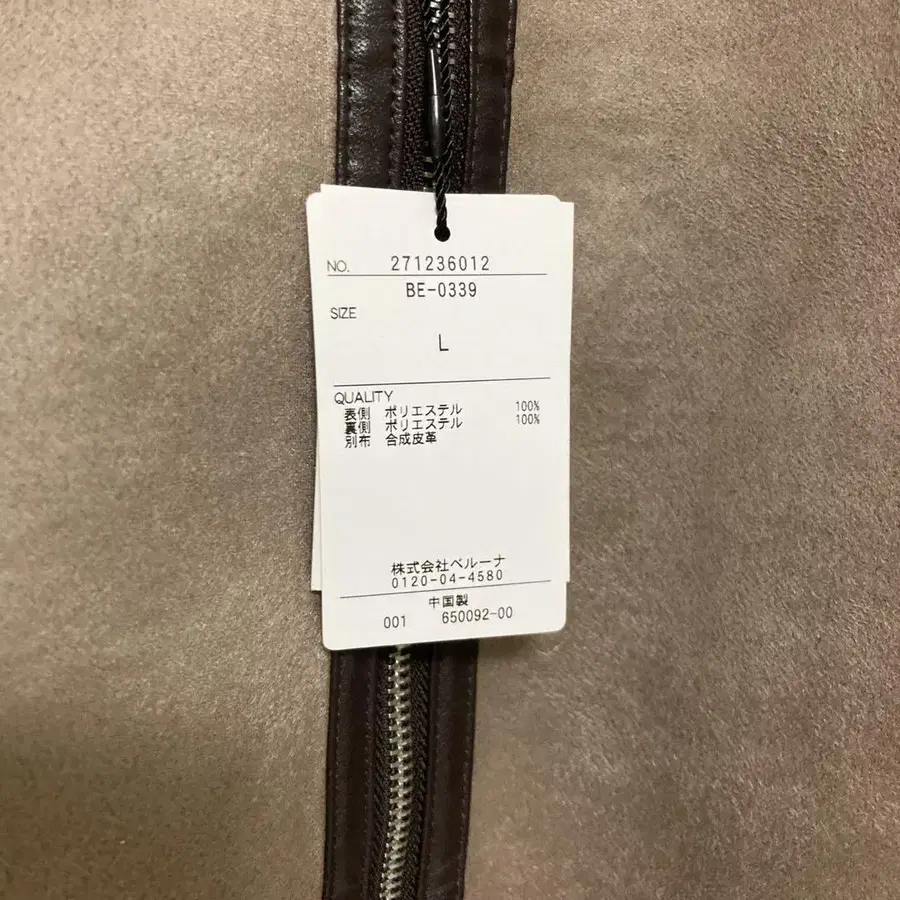 NO. 271236012
BE-0339
SIZE
L
QUALITY
表側 ポリエステル 100%
裏側 ポリエステル 100%
別布 合成皮革
株式会社ベルーナ
0120-04-4580
中国製
001 650092-00